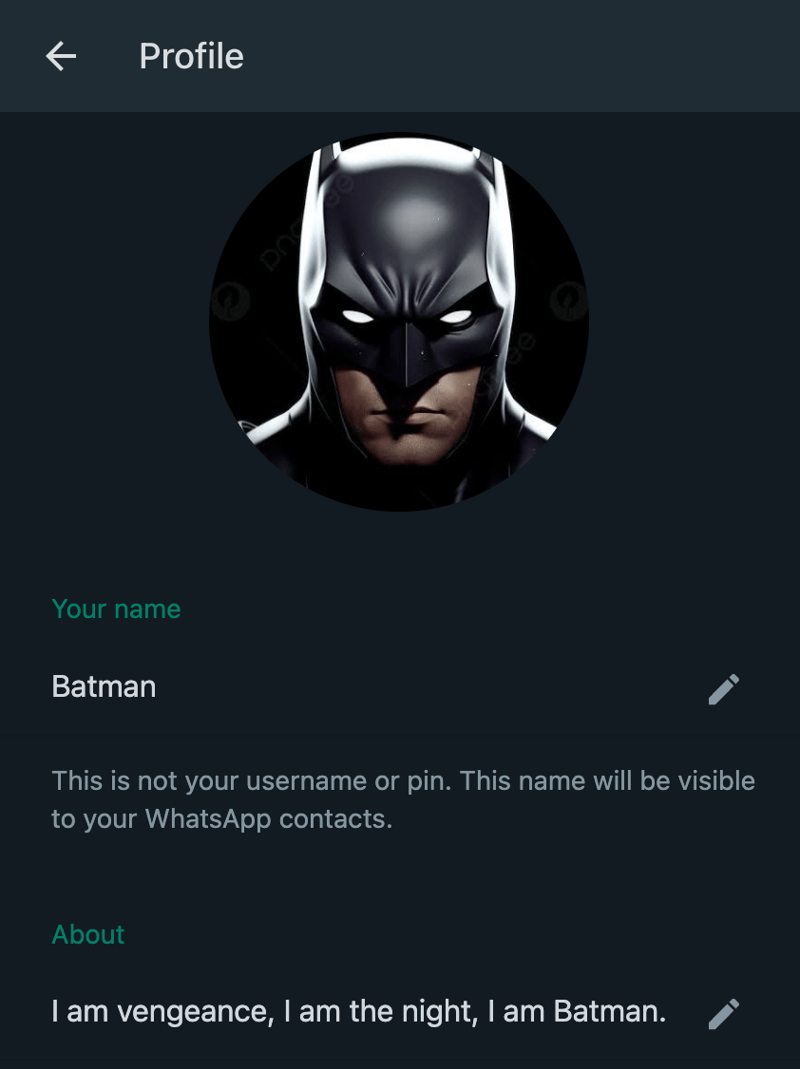 Profile
Your name
Batman
This is not your username or pin. This name will be visible
to your WhatsApp contacts.
About
I am vengeance, I am the night, I am Batman.